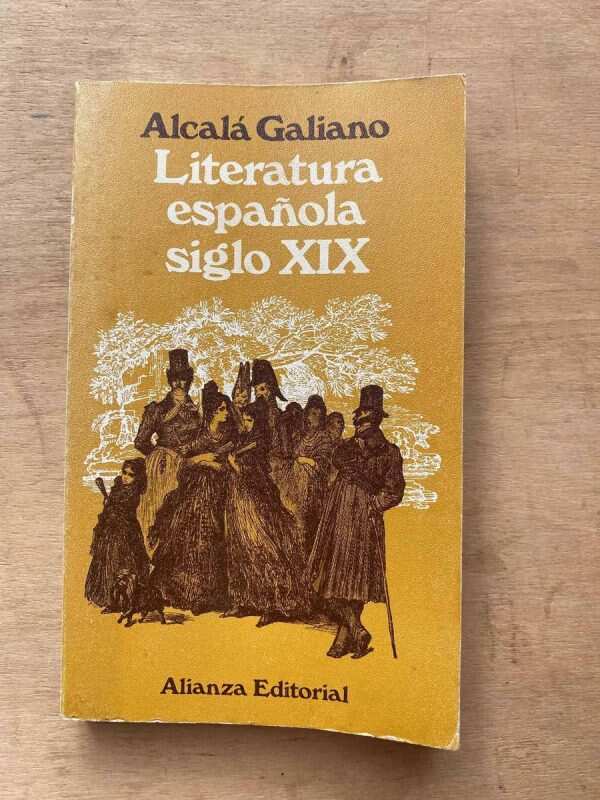 Alcalá Galiano
Literatura
española
siglo XIX
Alianza Editorial